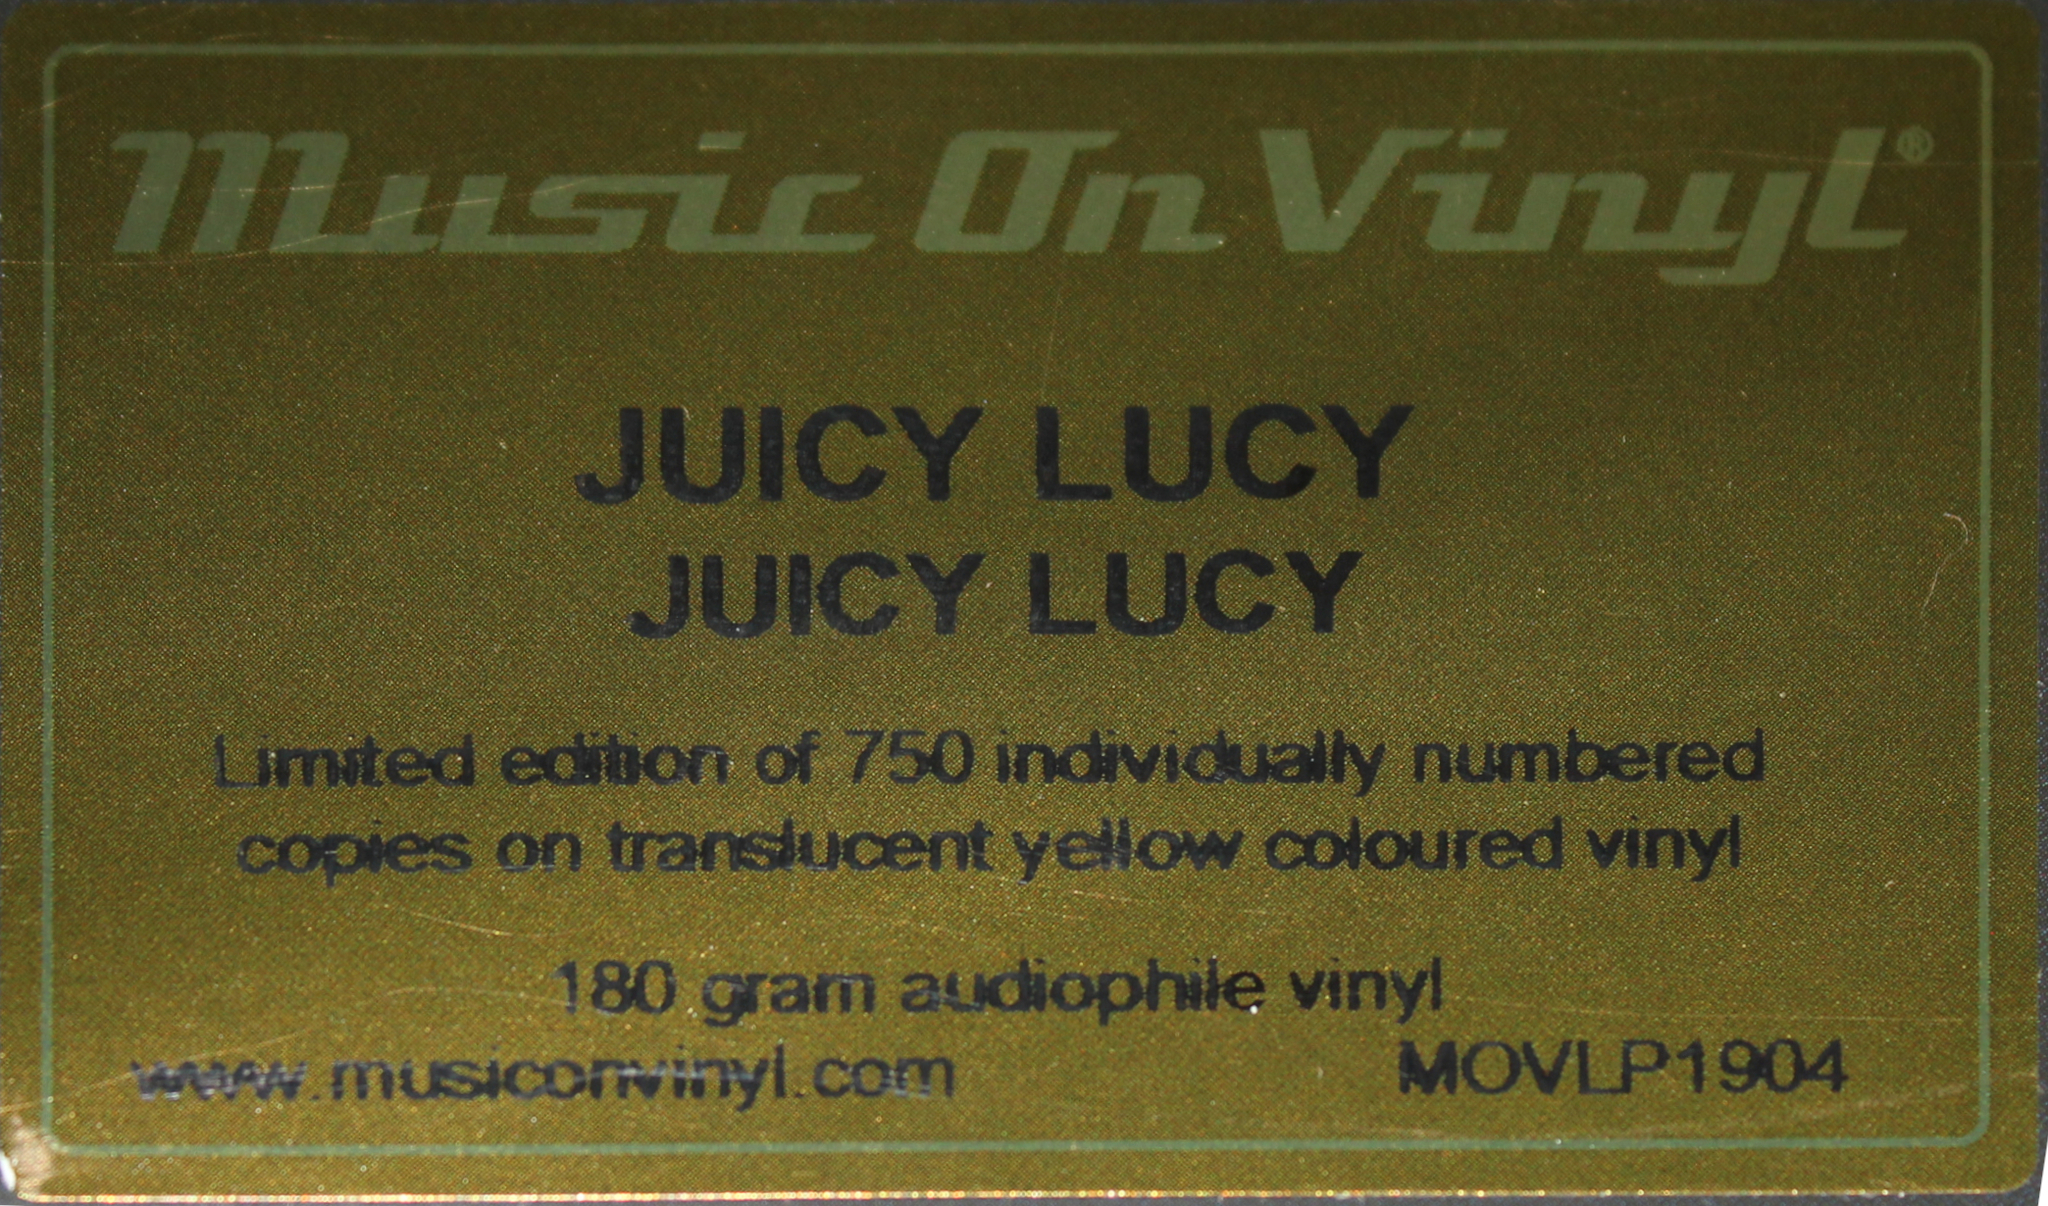 Music On Vinyl®
JUICY LUCY
JUICY LUCY
Limited edition of 750 individually numbered
copies on translucent yellow coloured vinyl
180 gram audiophile vinyl
www.musiconvinyl.com MOVLP1904